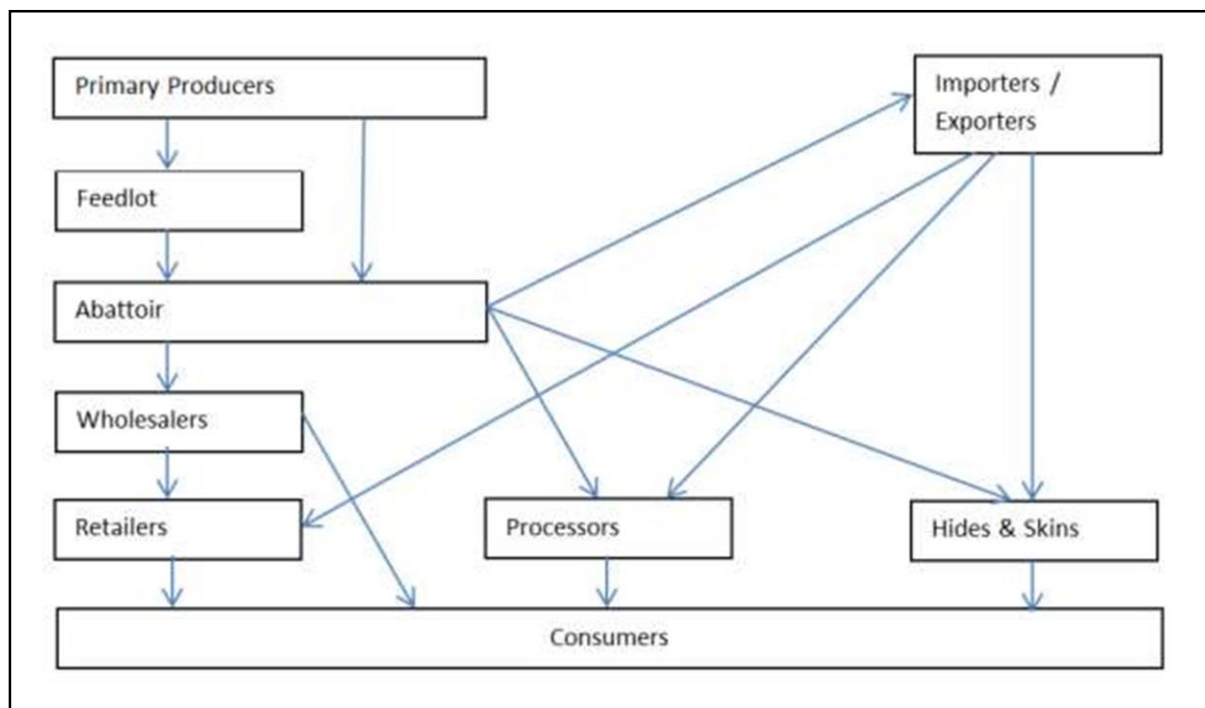 Primary Producers
Importers /
Exporters
Feedlot
Abattoir
Wholesalers
Retailers
Processors
Hides & Skins
Consumers